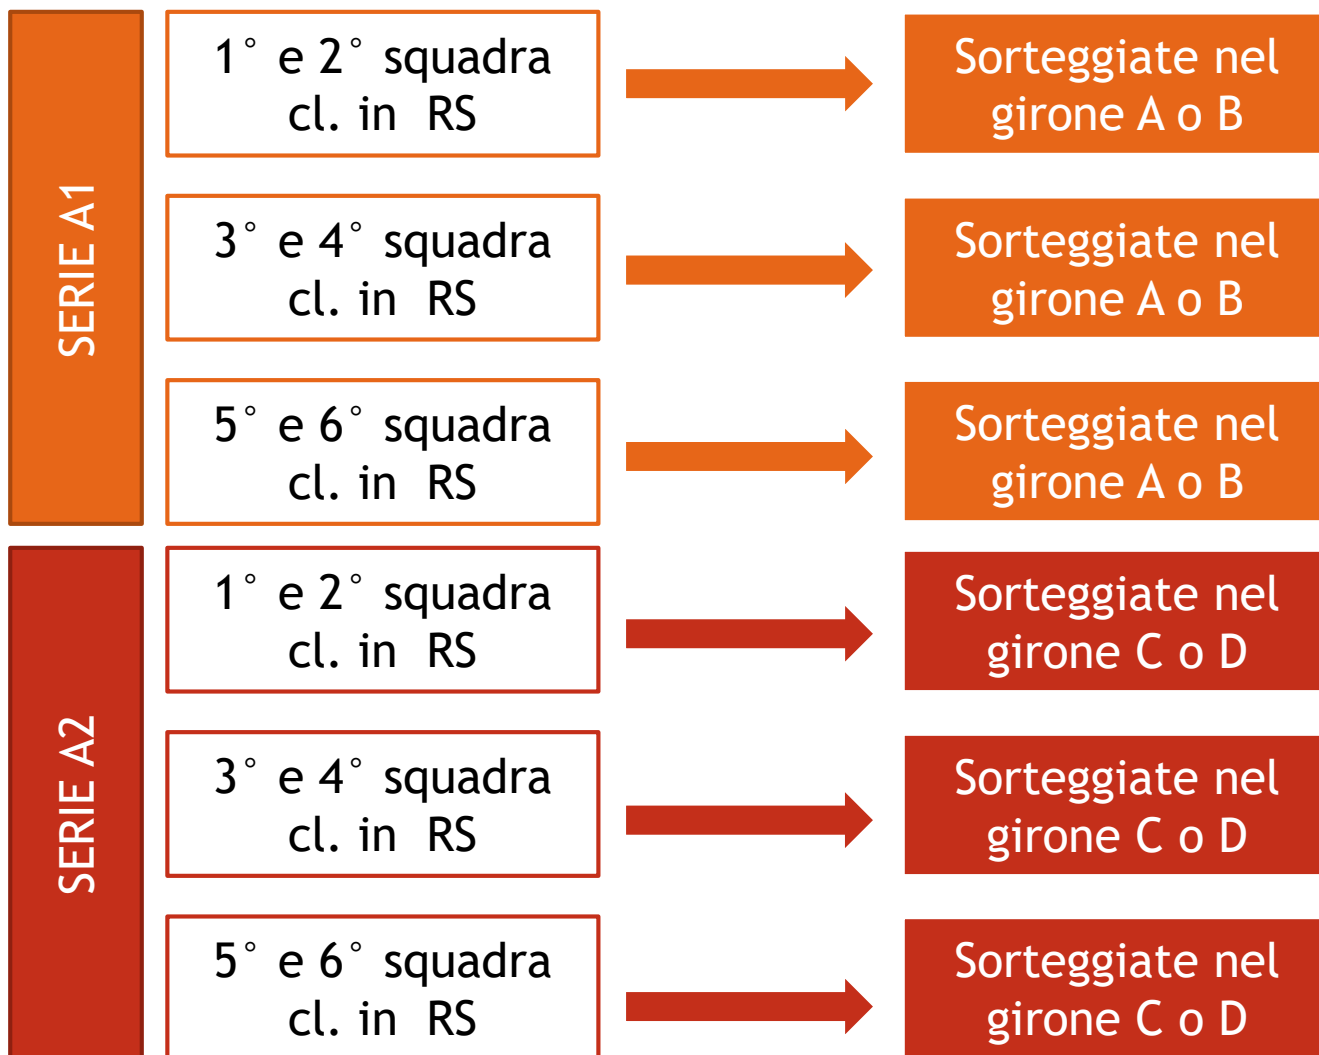 SERIE A1
1° e 2° squadra
cl. in  RS
Sorteggiate nel
girone A o B
3° e 4° squadra
cl. in  RS
Sorteggiate nel
girone A o B
5° e 6° squadra
cl. in  RS
Sorteggiate nel
girone A o B
SERIE A2
1° e 2° squadra
cl. in  RS
Sorteggiate nel
girone C o D
3° e 4° squadra
cl. in  RS
Sorteggiate nel
girone C o D
5° e 6° squadra
cl. in  RS
Sorteggiate nel
girone C o D